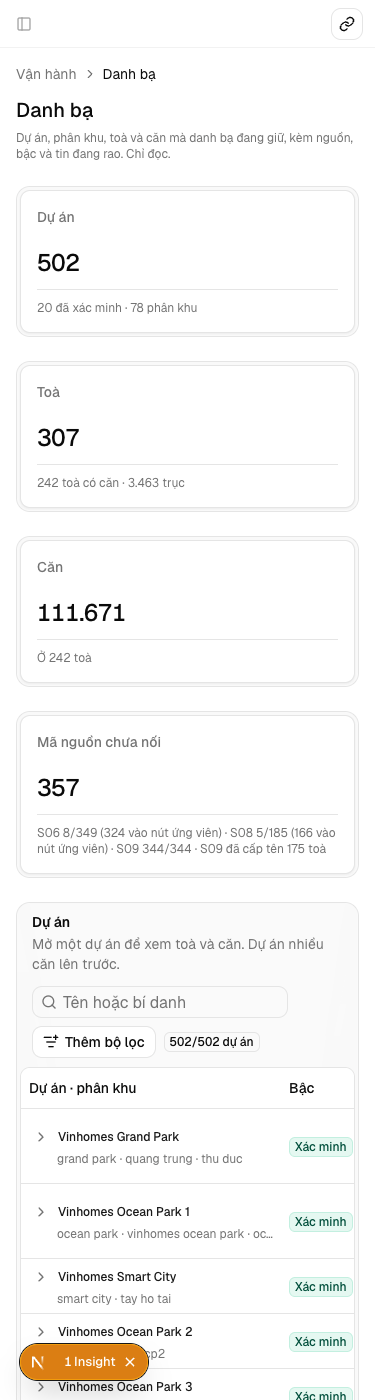 Vận hành > Danh bạ
Danh bạ
Dự án, phân khu, toà và căn mà danh bạ đang giữ, kèm nguồn,
bậc và tin đang rao. Chỉ đọc.
Dự án
502
20 đã xác minh · 78 phân khu
Toà
307
242 toà có căn · 3.463 trục
Căn
111.671
Ở 242 toà
Mã nguồn chưa nối
357
S06 8/349 (324 vào nút ứng viên) · S08 5/185 (166 vào
nút ứng viên) · S09 344/344 · S09 đã cấp tên 175 toà
Dự án
Mở một dự án để xem toà và căn. Dự án nhiều
căn lên trước.
Tên hoặc bí danh
Thêm bộ lọc 502/502 dự án
Dự án · phân khu Bậc
Vinhomes Grand Park Xác minh
grand park · quang trung · thu duc
Vinhomes Ocean Park 1 Xác minh
ocean park · vinhomes ocean park · oc...
Vinhomes Smart City Xác minh
smart city · tay ho tai
Vinhomes Ocean Park 2 Xác minh
1 Insight
Vinhomes Ocean Park 3 Xác minh